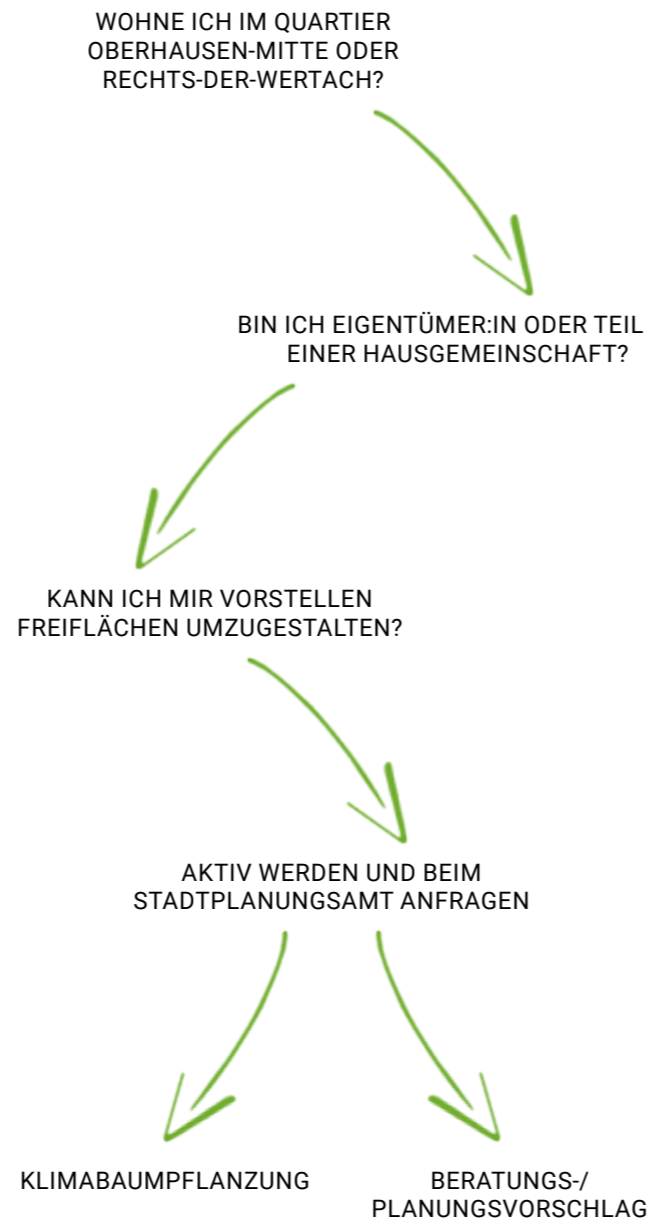 WOHNE ICH IM QUARTIER
OBERHAUSEN-MITTE ODER
RECHTS-DER-WERTACH?
BIN ICH EIGENTÜMER:IN ODER TEIL
EINER HAUSGEMEINSCHAFT?
KANN ICH MIR VORSTELLEN
FREIFLÄCHEN UMZUGESTALTEN?
AKTIV WERDEN UND BEIM
STADTPLANUNGSAMT ANFRAGEN
KLIMABAUMPFLANZUNG
BERATUNGS-/
PLANUNGSVORSCHLAG